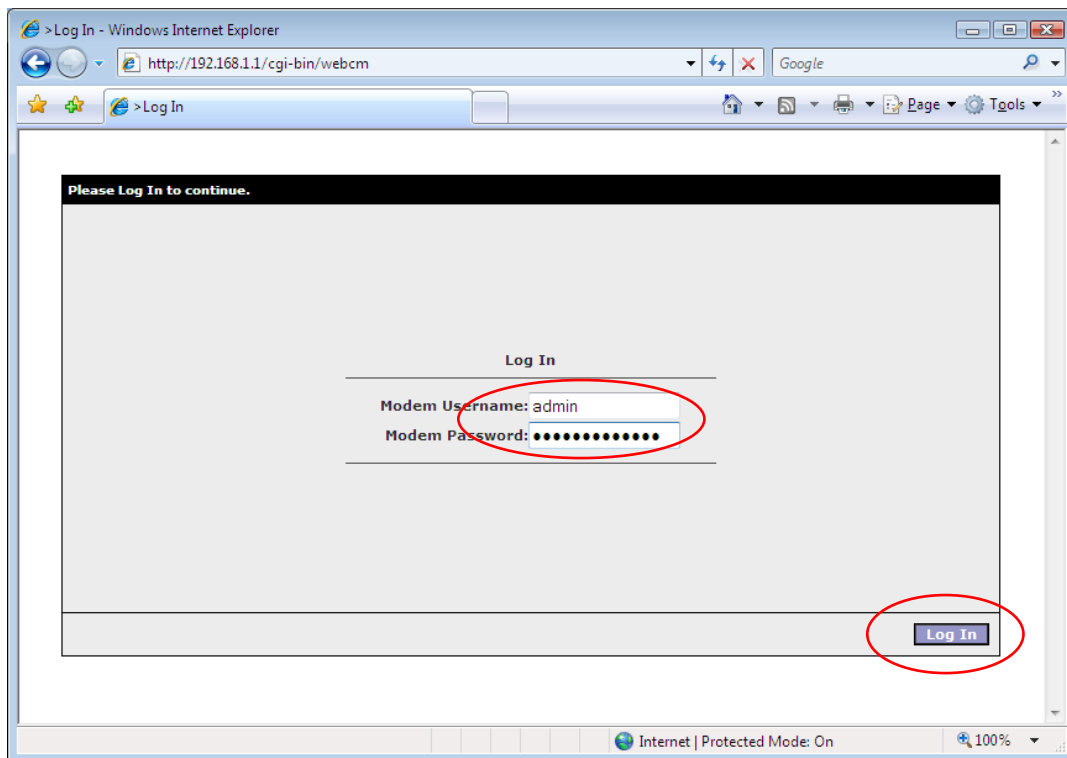 >Log In - Windows Internet Explorer
http://192.168.1.1/cgi-bin/webcm
Google
>Log In
Page
Tools
Please Log In to continue.
Log In
Modem Username: admin
Modem Password: •••••••••••••
Log In
Internet | Protected Mode: On
100%